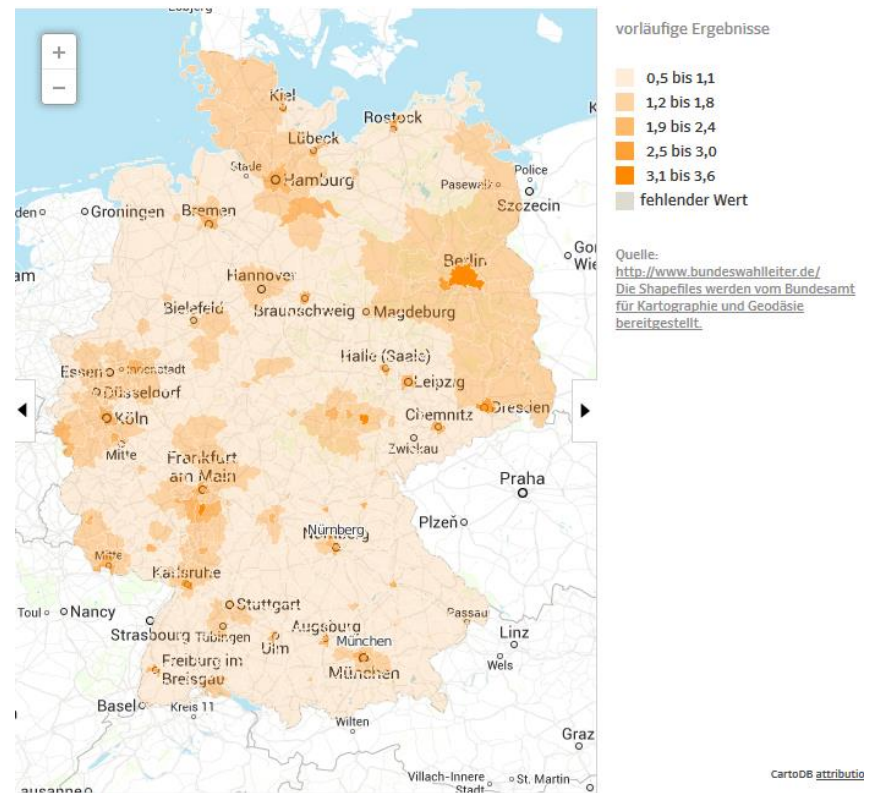 +
−
Kiel
Rostock
Lübeck
Stade
Hamburg
Police
Pasewalk
Szczecin
Groningen
Bremen
Berlin
Hannover
Bielefeld
Braunschweig
Magdeburg
Halle (Saale)
Essen
Innenstadt
Leipzig
Düsseldorf
Chemnitz
Dresden
Köln
Zwickau
Mitte
Frankfurt
am Main
Praha
Plzeň
Nürnberg
Nürnberg
Mitte
Karlsruhe
Toul
Nancy
Stuttgart
Passau
Strasbourg
Tübingen
Augsburg
Linz
Ulm
München
Wels
Freiburg im
Breisgau
München
Basel
Kreis 11
Wilten
Graz
Villach-Innere
Stadt
St. Martin
vorläufige Ergebnisse
0,5 bis 1,1
1,2 bis 1,8
1,9 bis 2,4
2,5 bis 3,0
3,1 bis 3,6
fehlender Wert
Quelle:
http://www.bundeswahlleiter.de/
Die Shapefiles werden vom Bundesamt
für Kartographie und Geodäsie
bereitgestellt.
CartoDB attributio